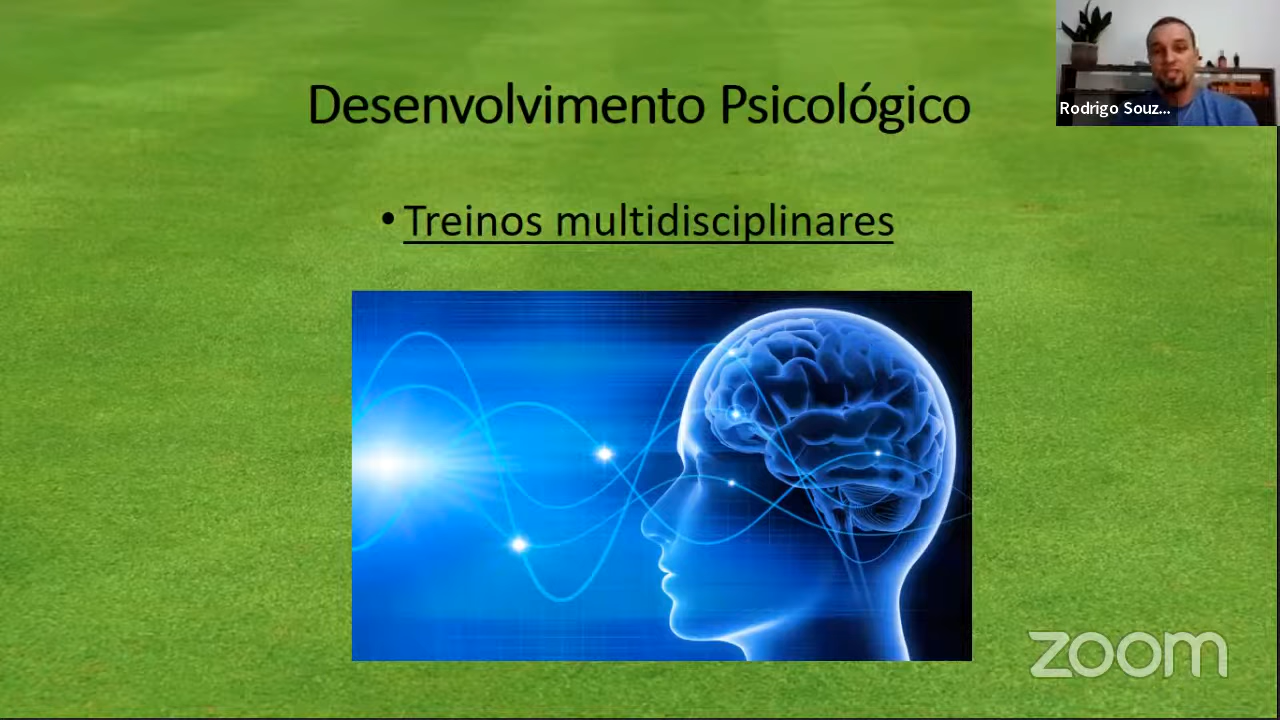 Desenvolvimento Psicológico
Rodrigo Souz...
• Treinos multidisciplinares
zoom